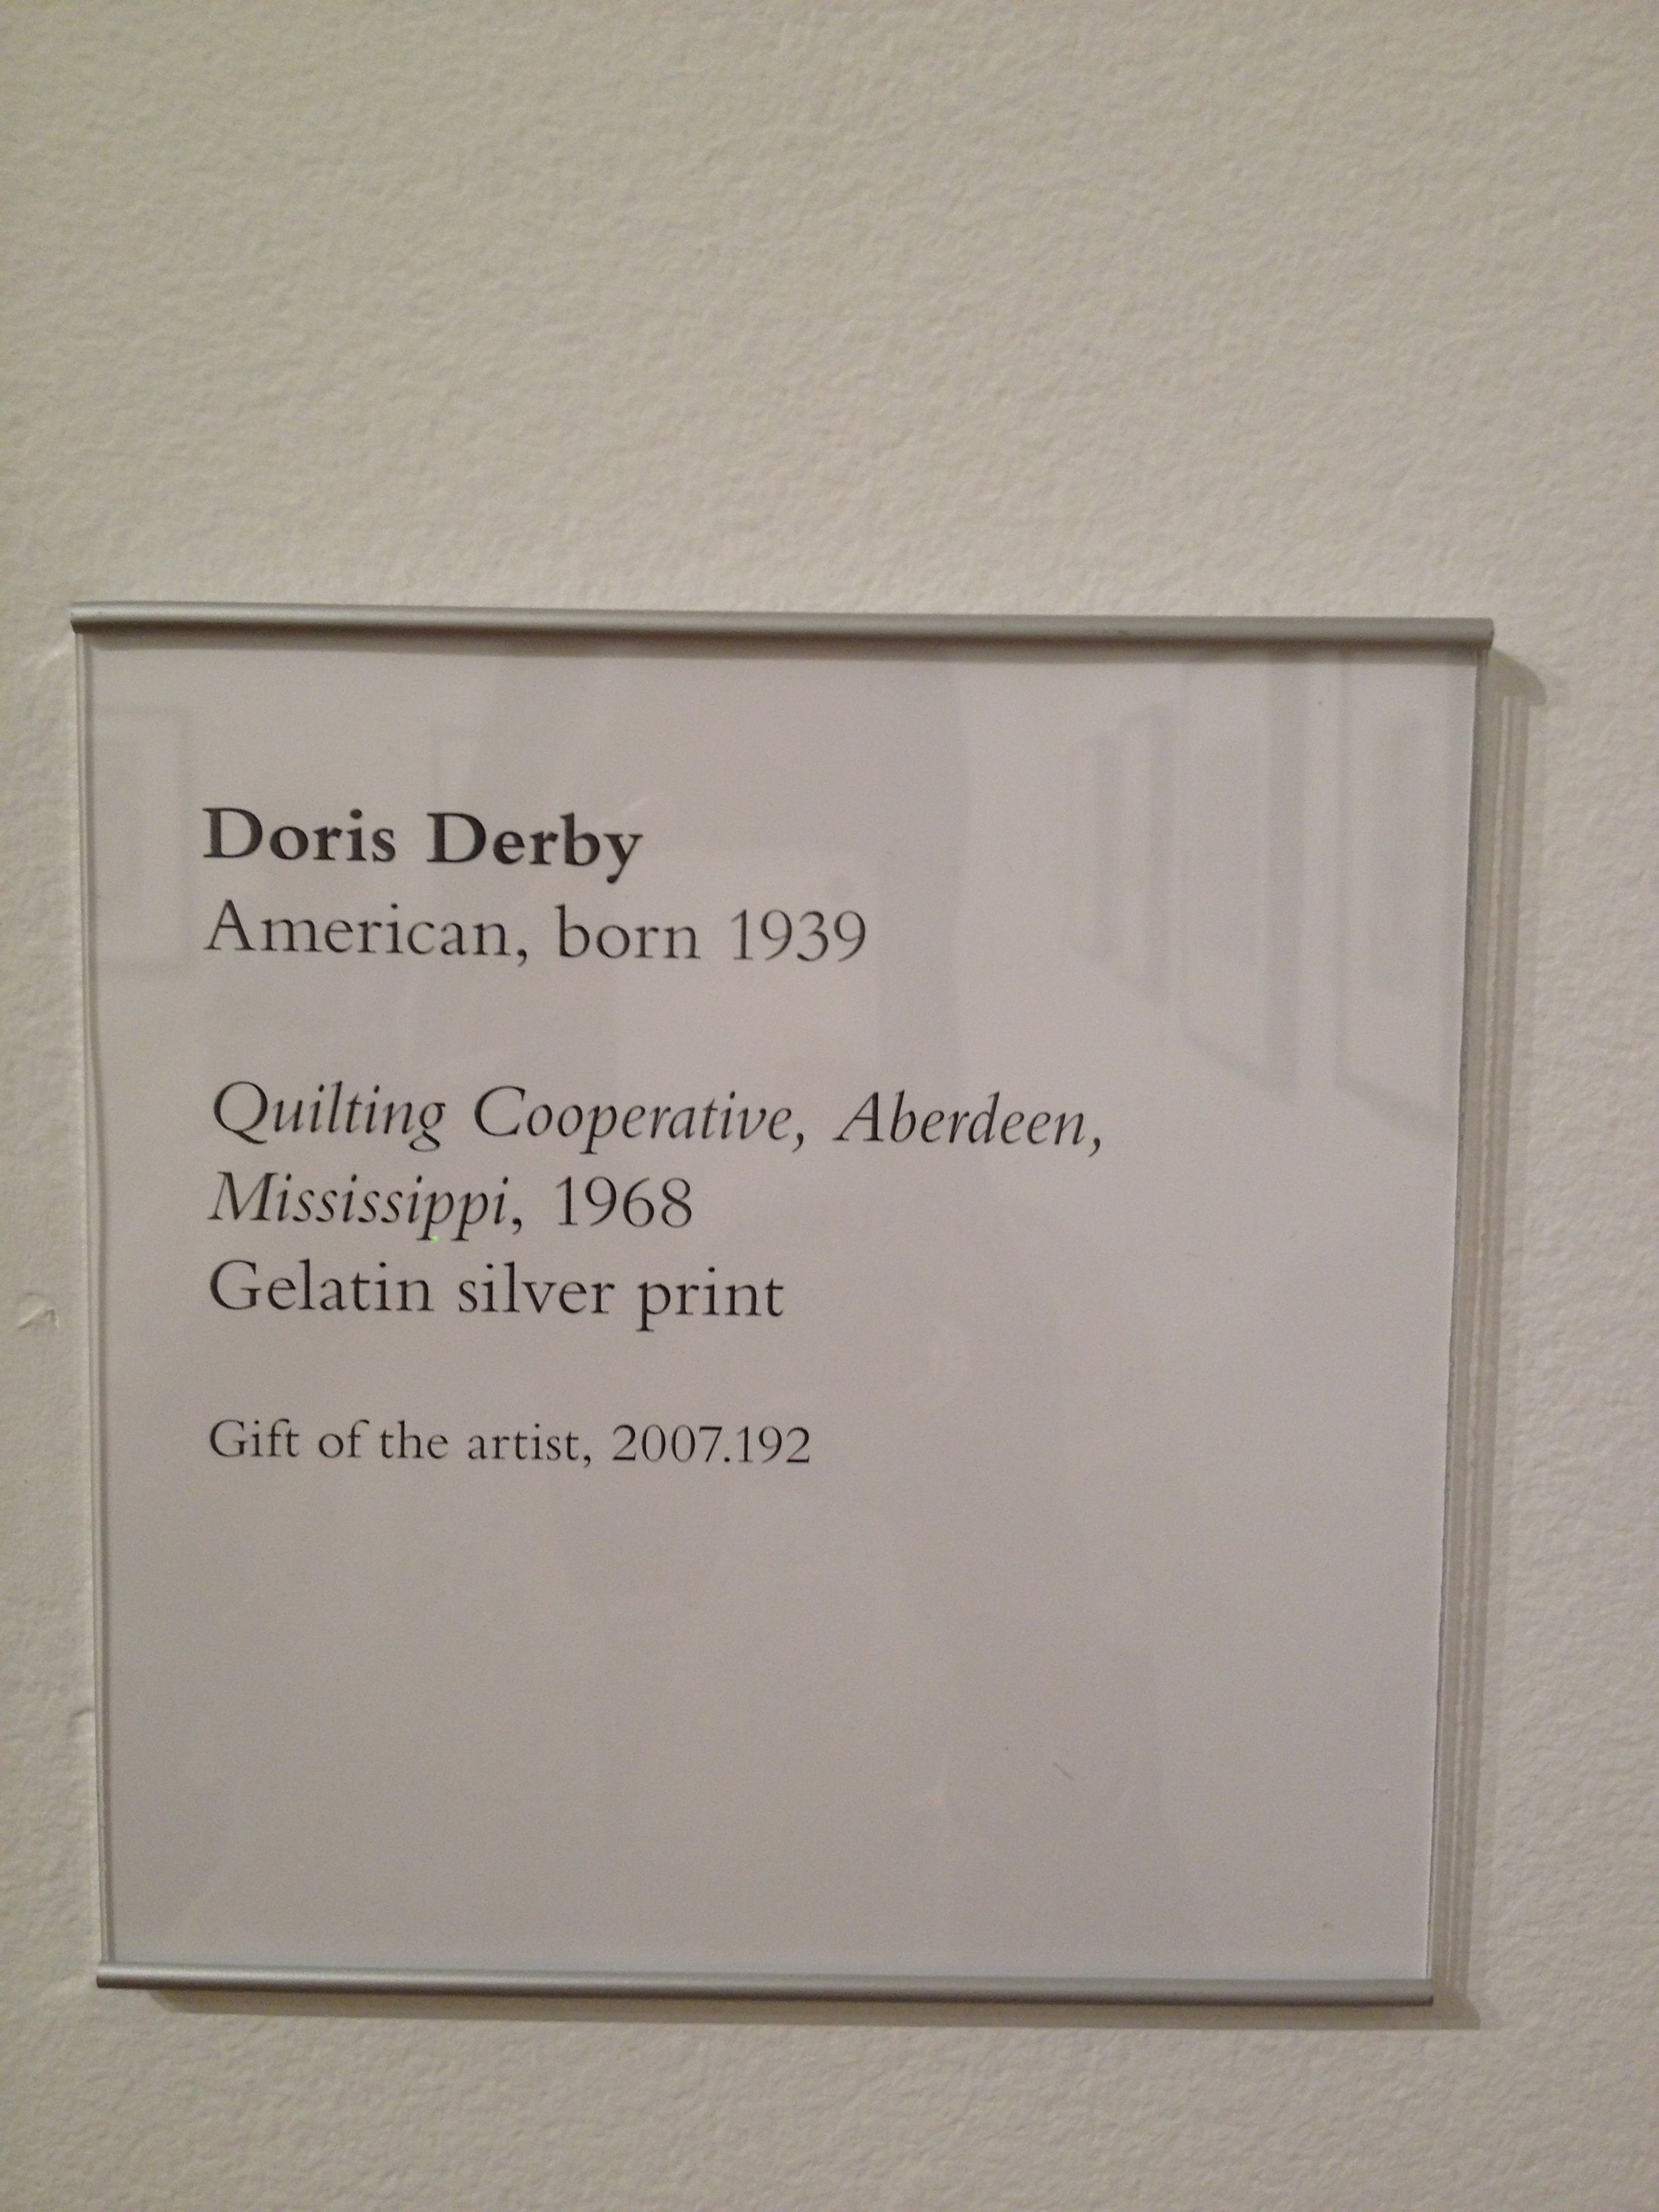 Doris Derby
American, born 1939
Quilting Cooperative, Aberdeen,
Mississippi, 1968
Gelatin silver print
Gift of the artist, 2007.192